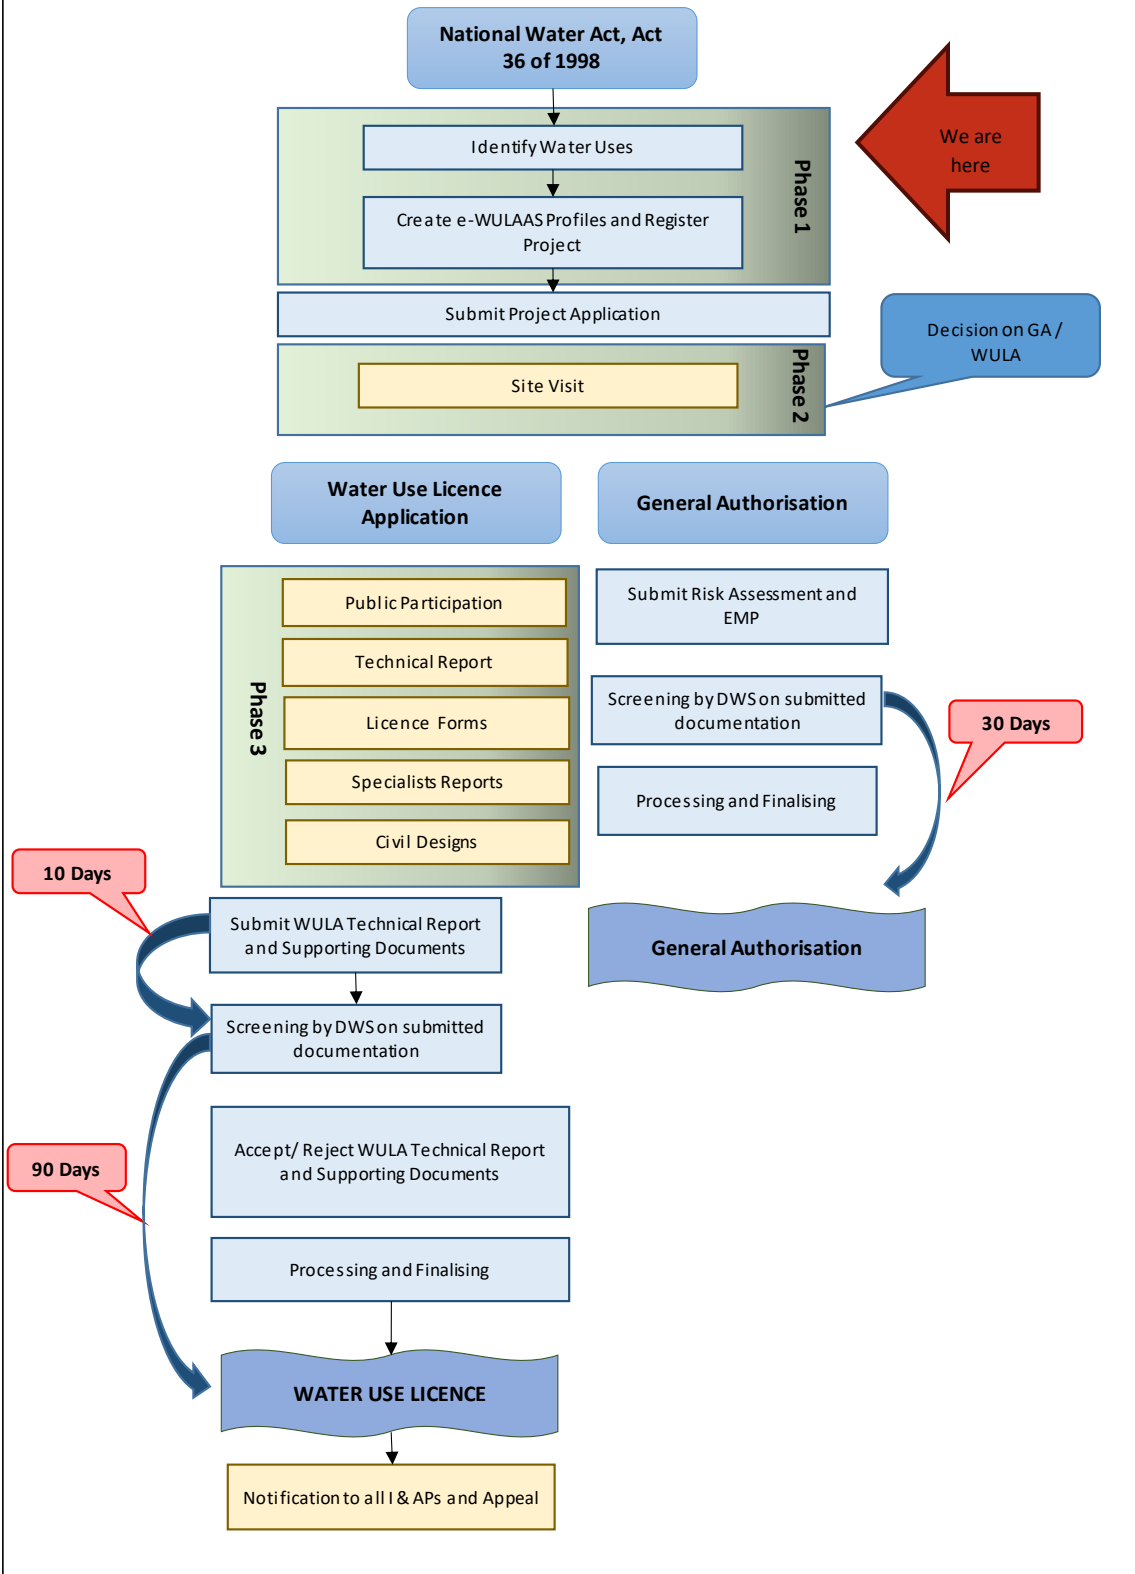 National Water Act, Act
36 of 1998
We are
here
Identify Water Uses
Phase 1
Create e-WULAAS Profiles and Register
Project
Submit Project Application
Decision on GA /
WULA
Phase 2
Site Visit
Water Use Licence
Application
General Authorisation
Public Participation
Technical Report
Licence Forms
Specialists Reports
Civil Designs
Phase 3
Submit Risk Assessment and
EMP
Screening by DWS on submitted
documentation
30 Days
Processing and Finalising
General Authorisation
10 Days
Submit WULA Technical Report
and Supporting Documents
Screening by DWS on submitted
documentation
90 Days
Accept/ Reject WULA Technical Report
and Supporting Documents
Processing and Finalising
WATER USE LICENCE
Notification to all I & APs and Appeal